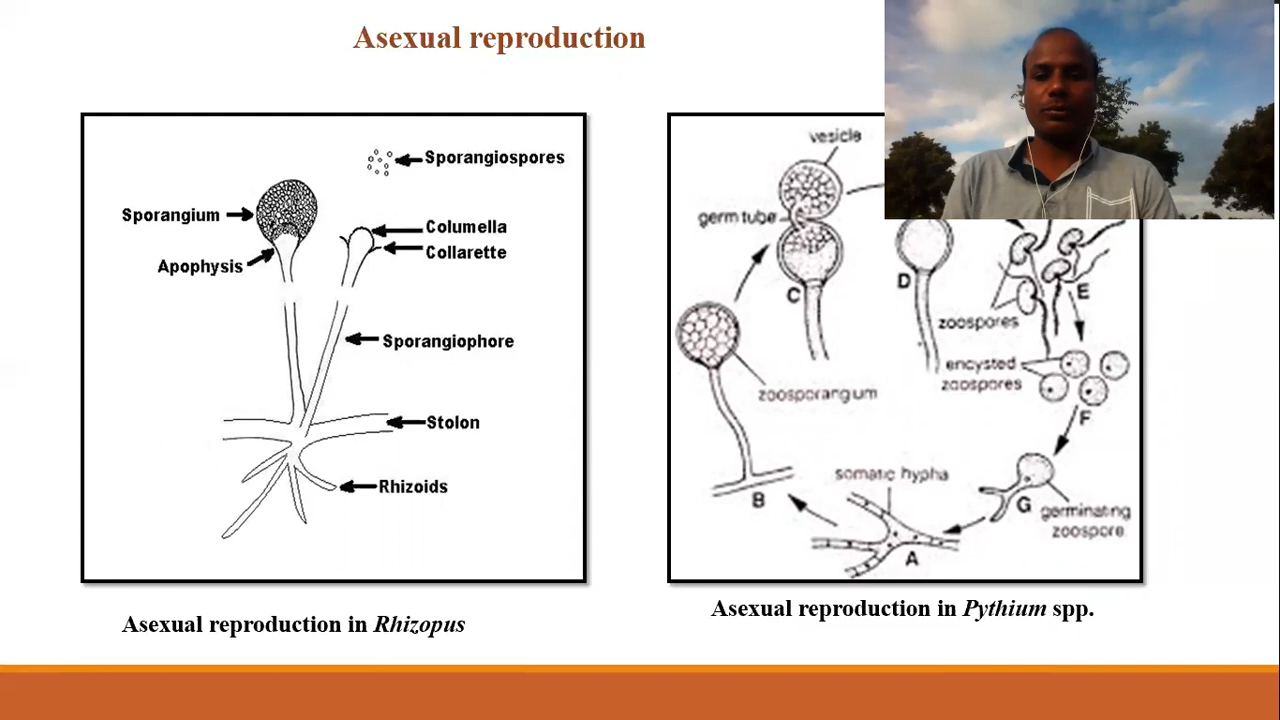 Asexual reproduction
Sporangiospores
Sporangium
Columella
Collarette
Apophysis
Sporangiophore
Stolon
Rhizoids
Asexual reproduction in Rhizopus
vesicle
germ tube
C
D
E
zoospores
zoosporangium
encysted
zoospores
F
somatic hypha
B
G
germinating
zoospore
A
Asexual reproduction in Pythium spp.